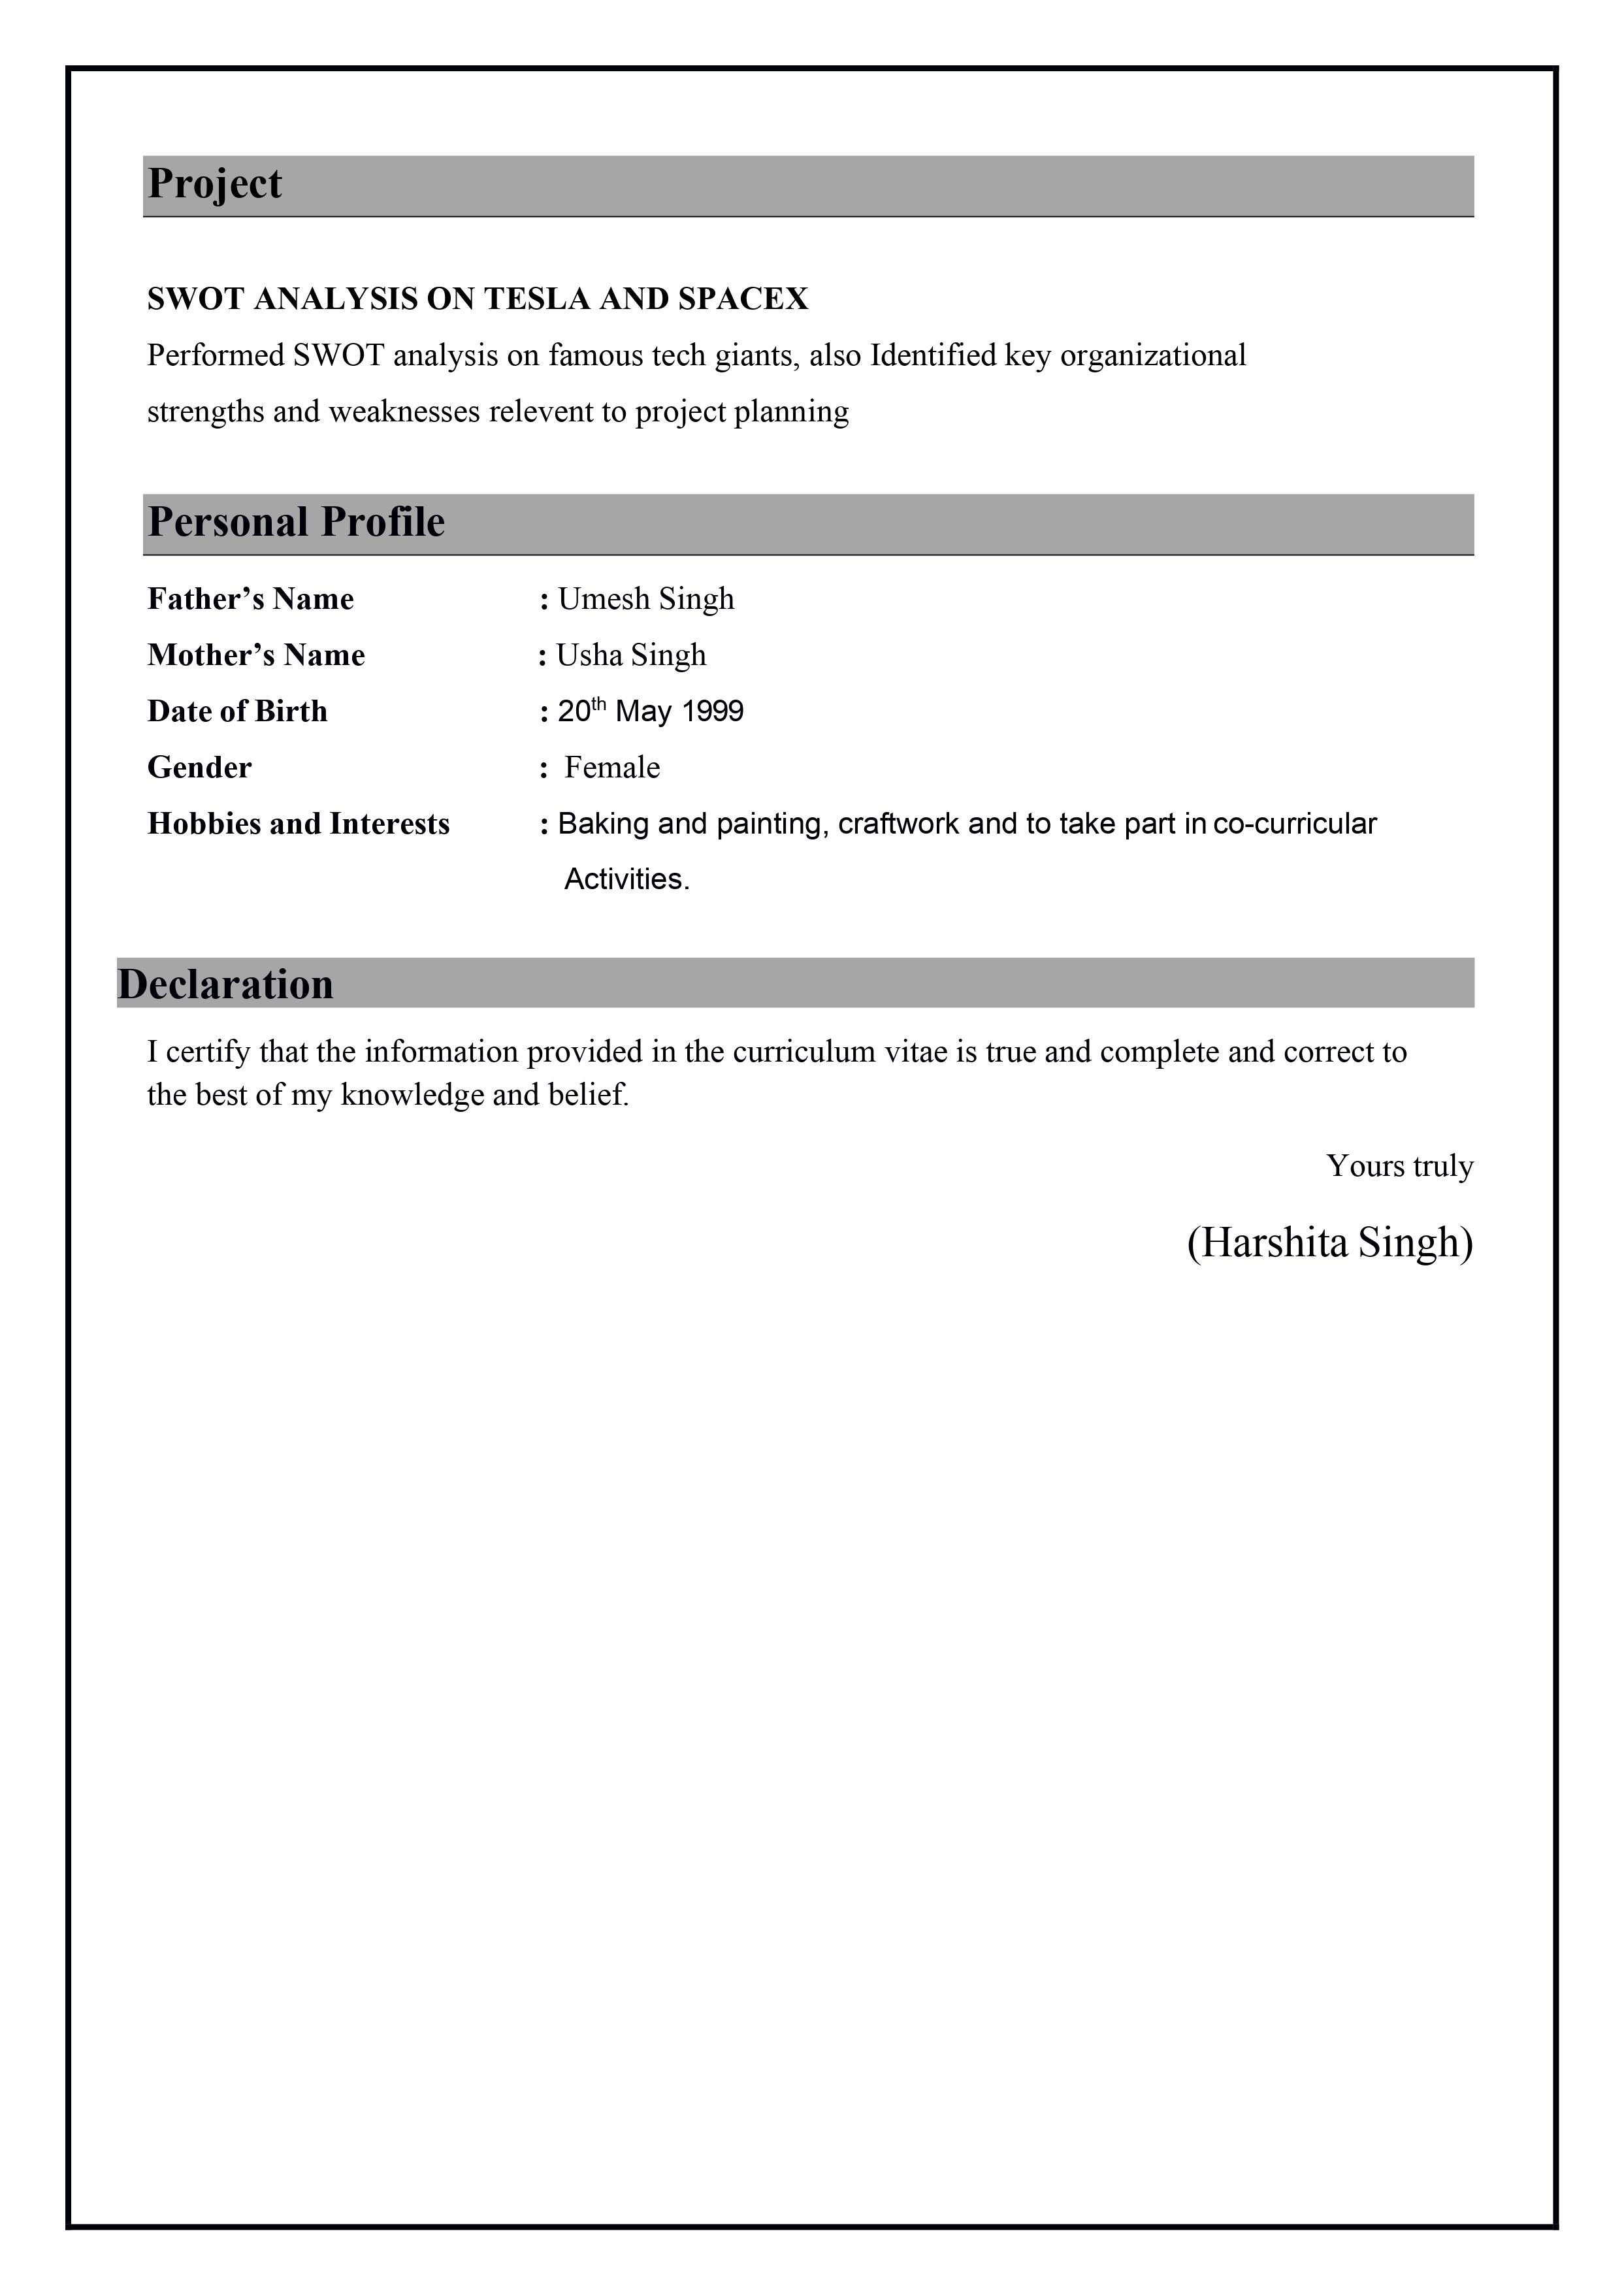 Project
SWOT ANALYSIS ON TESLA AND SPACEX
Performed SWOT analysis on famous tech giants, also Identified key organizational
strengths and weaknesses relevent to project planning
Personal Profile
Father’s Name : Umesh Singh
Mother’s Name : Usha Singh
Date of Birth : 20th May 1999
Gender : Female
Hobbies and Interests : Baking and painting, craftwork and to take part in co-curricular
Activities.
Declaration
I certify that the information provided in the curriculum vitae is true and complete and correct to
the best of my knowledge and belief.
Yours truly
(Harshita Singh)